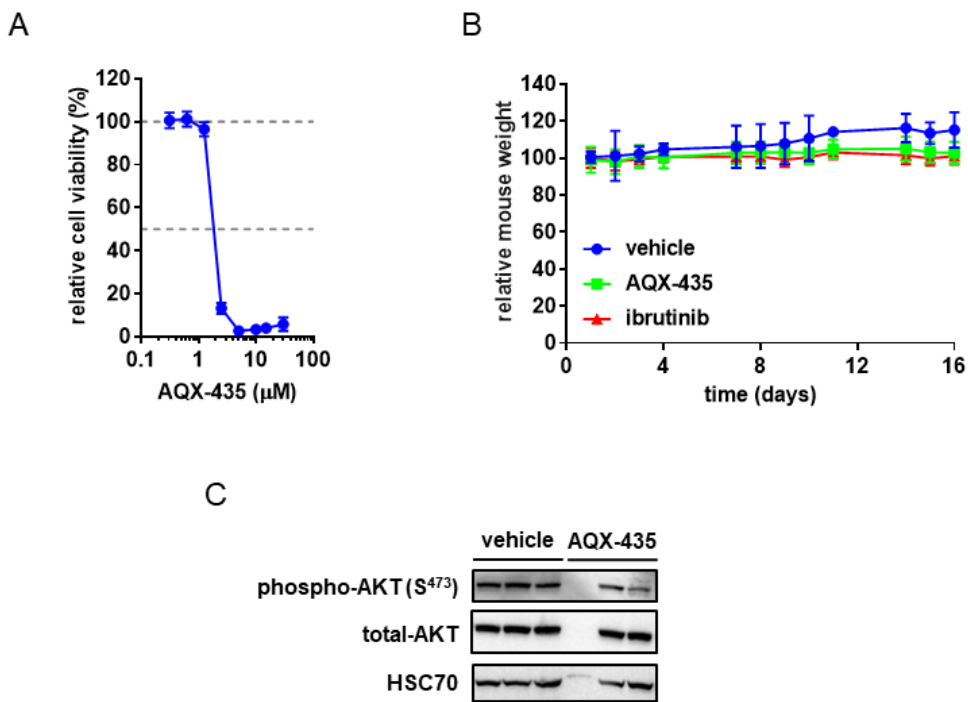 A
B
120
100
80
60
40
20
0
relative cell viability (%)
0.1 1 10 100
AQX-435 (µM)
140
120
100
80
60
40
20
0
relative mouse weight
vehicle
AQX-435
ibrutinib
0 4 8 12 16
time (days)
C
vehicle AQX-435
phospho-AKT (S⁴⁷³)
total-AKT
HSC70